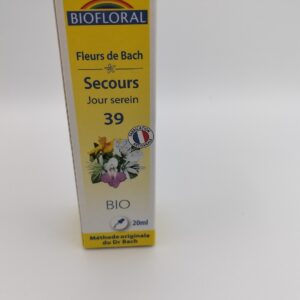 BIOFLORAL
Fleurs de Bach
Secours
Jour serein
39
BIO
20ml
Méthode originale
du Dr Bach